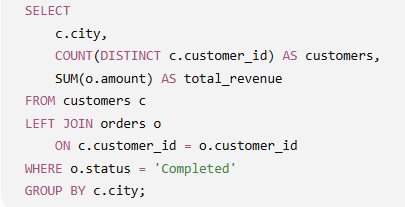 SELECT
    c.city,
    COUNT(DISTINCT c.customer_id) AS customers,
    SUM(o.amount) AS total_revenue
FROM customers c
LEFT JOIN orders o
    ON c.customer_id = o.customer_id
WHERE o.status = 'Completed'
GROUP BY c.city;